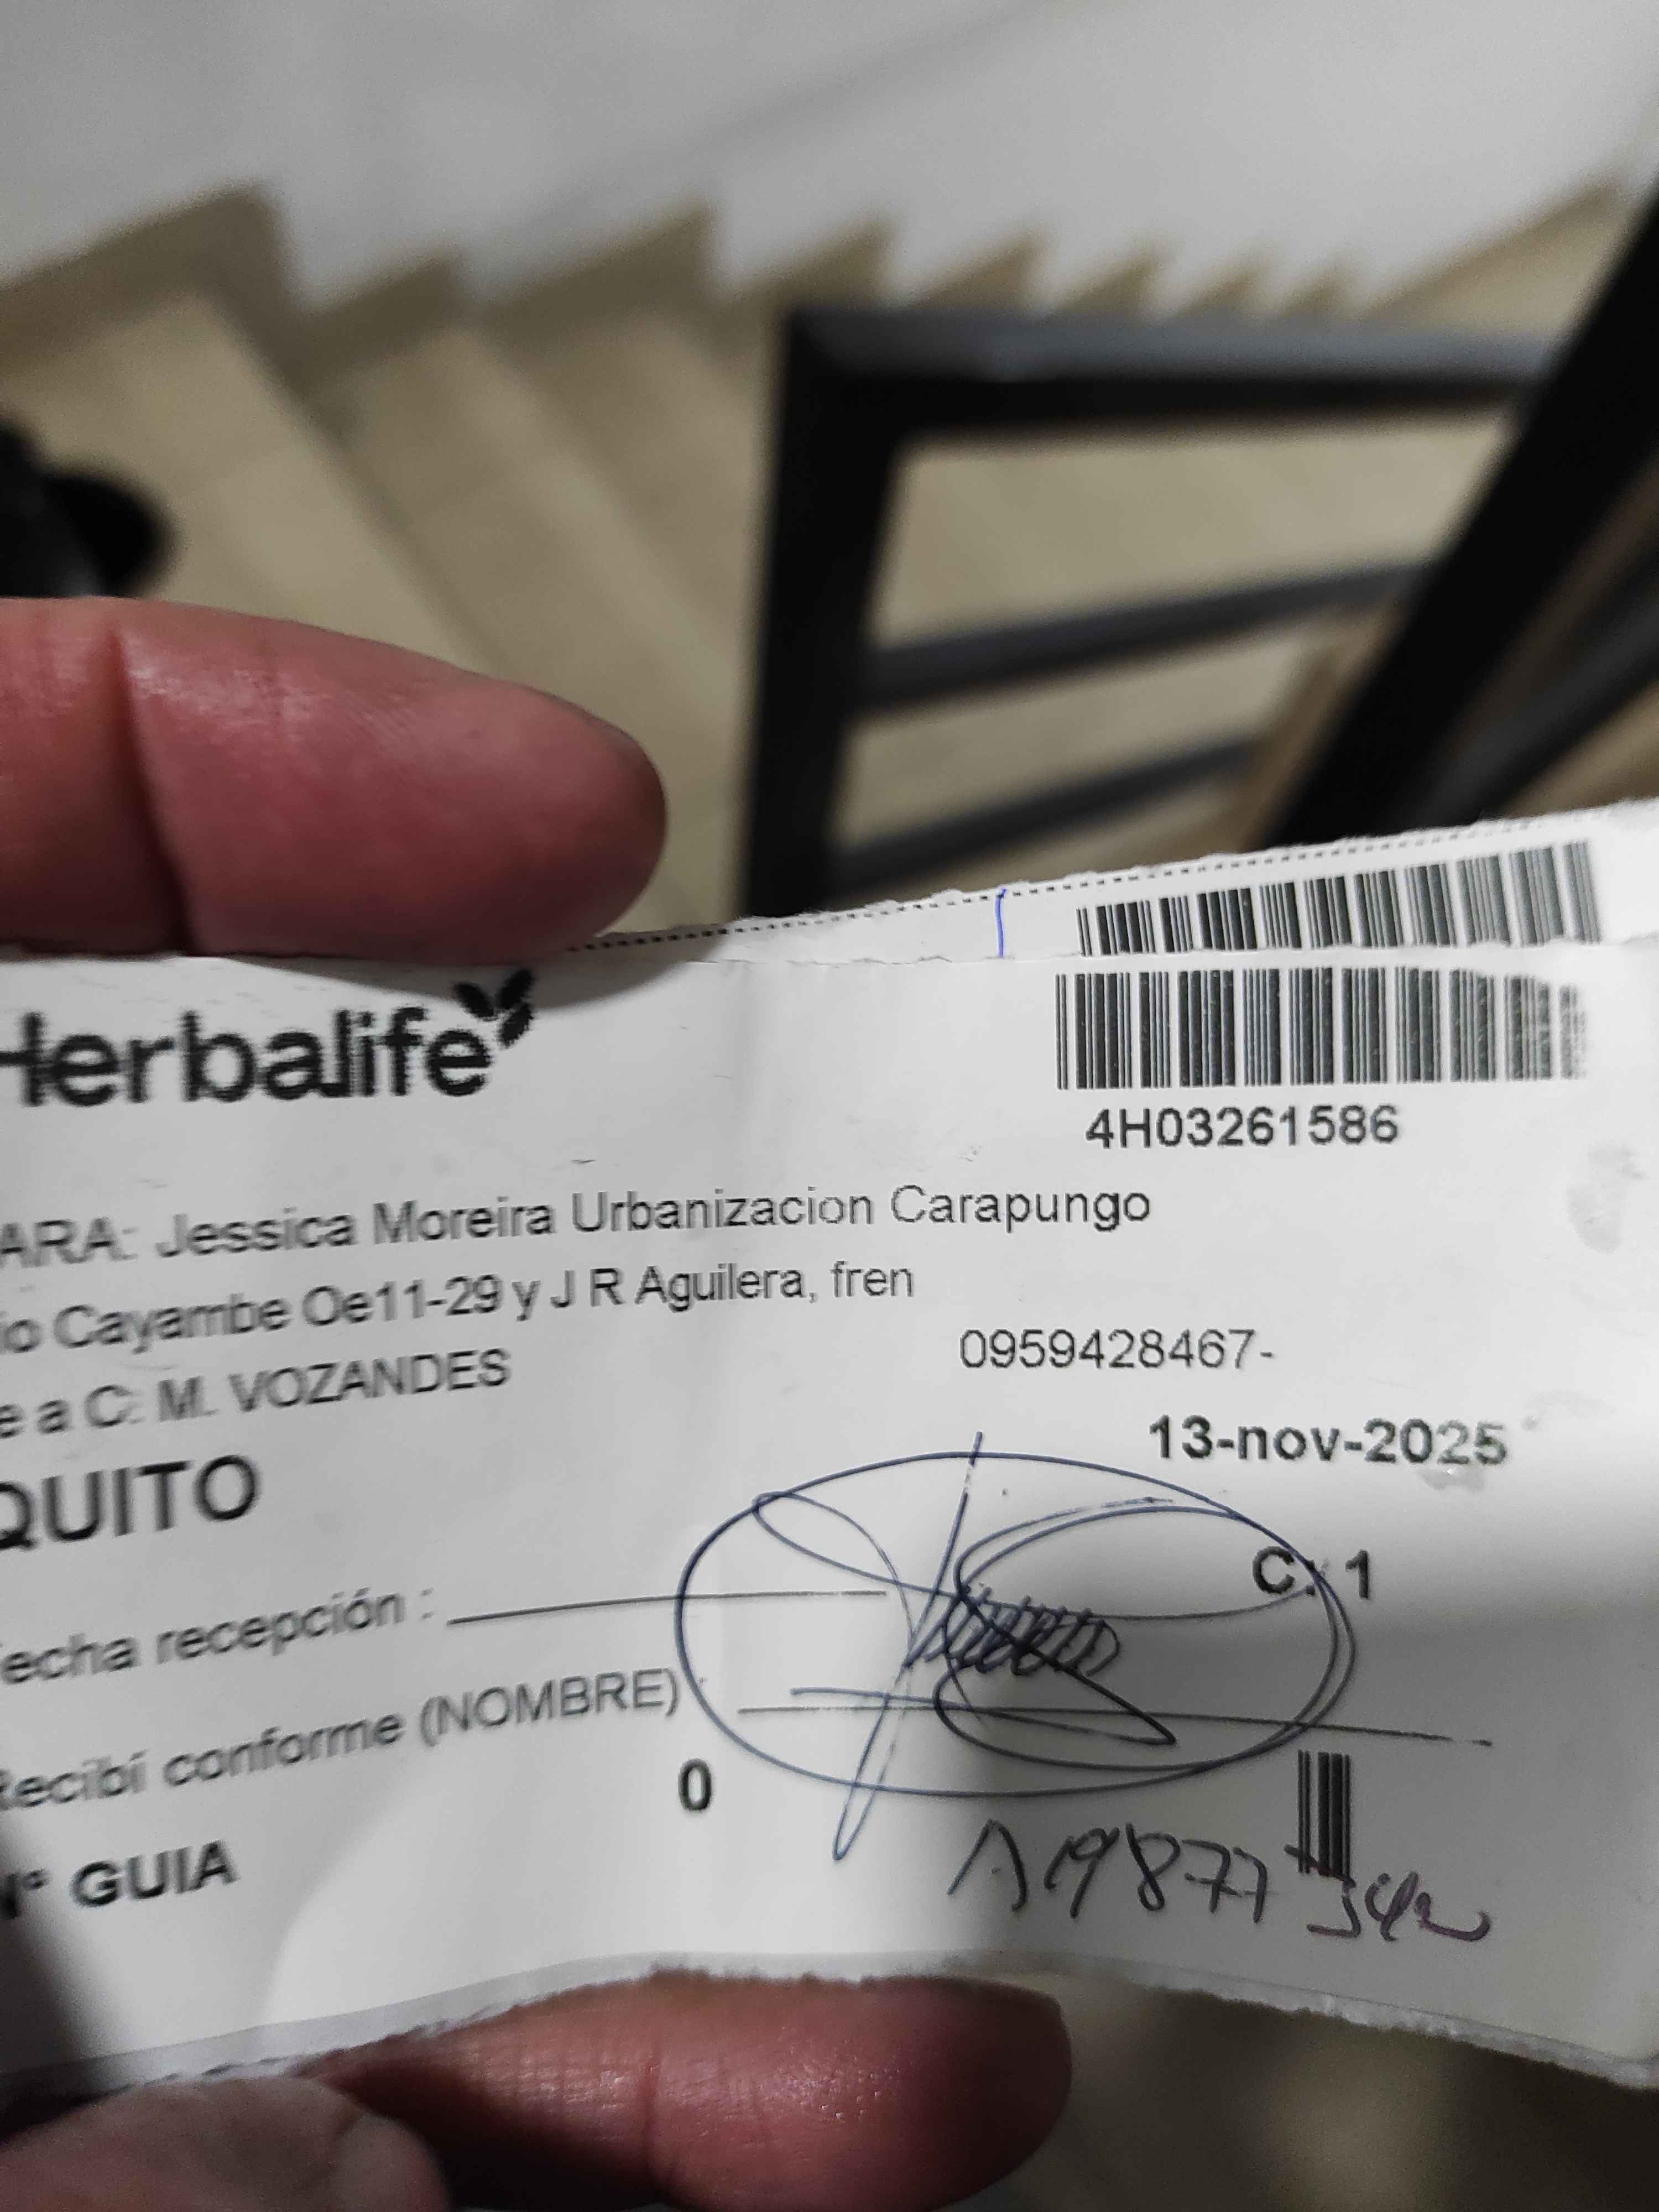 Herbalife
4H03261586
ARA: Jessica Moreira Urbanizacion Carapungo
io Cayambe Oe11-29 y J R Aguilera, fren
0959428467-
e a C. M. VOZANDES
13-nov-2025
QUITO
C: 1
echa recepción :
Recibí conforme (NOMBRE)
0
N° GUIA
A19877